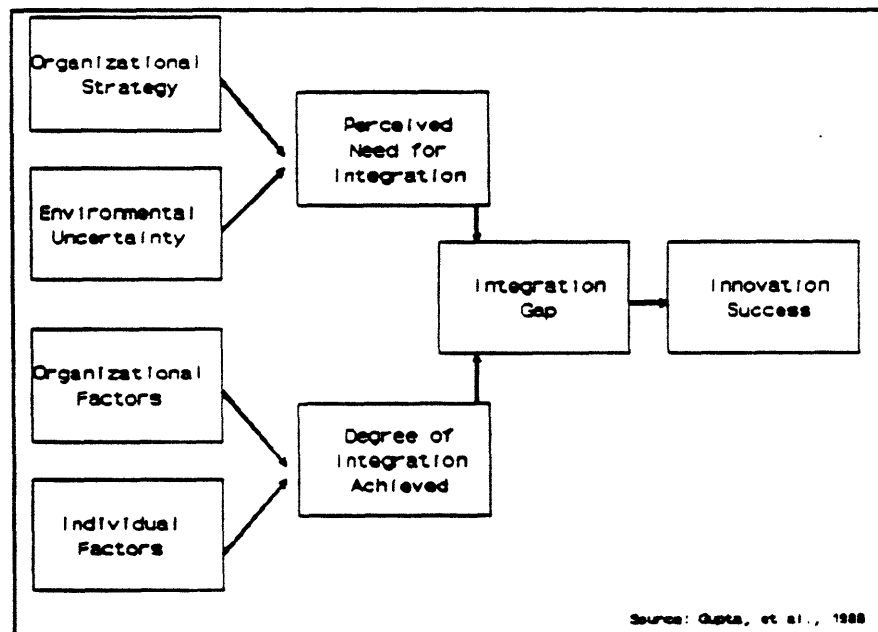 Organizational
Strategy
Environmental
Uncertainty
Perceived
Need for
Integration
Integration
Gap
Innovation
Success
Organizational
Factors
Individual
Factors
Degree of
Integration
Achieved
Source: Gupta, et al.,